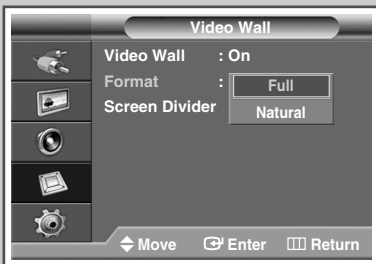 Video Wall
Video Wall : On
Format : Full
Natural
Screen Divider
Move Enter Return